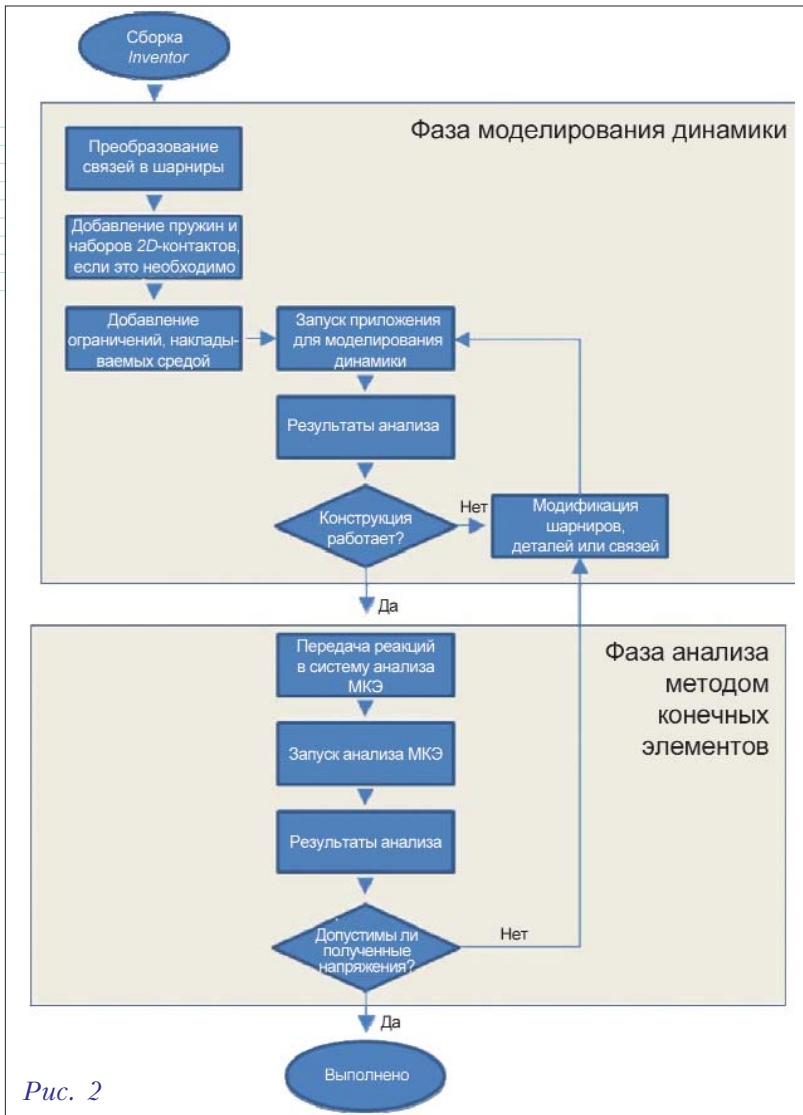 Сборка
Inventor
Фаза моделирования динамики
Преобразование
связей в шарниры
Добавление пружин и
наборов 2D-контактов,
если это необходимо
Добавление
ограничений, наклады-
ваемых средой
Запуск приложения
для моделирования
динамики
Результаты анализа
Конструкция
работает?
Нет
Модификация
шарниров,
деталей или связей
Да
Фаза анализа
методом
конечных
элементов
Передача реакций
в систему анализа
МКЭ
Запуск анализа МКЭ
Результаты анализа
Допустимы ли
полученные
напряжения?
Нет
Да
Выполнено
Рис. 2